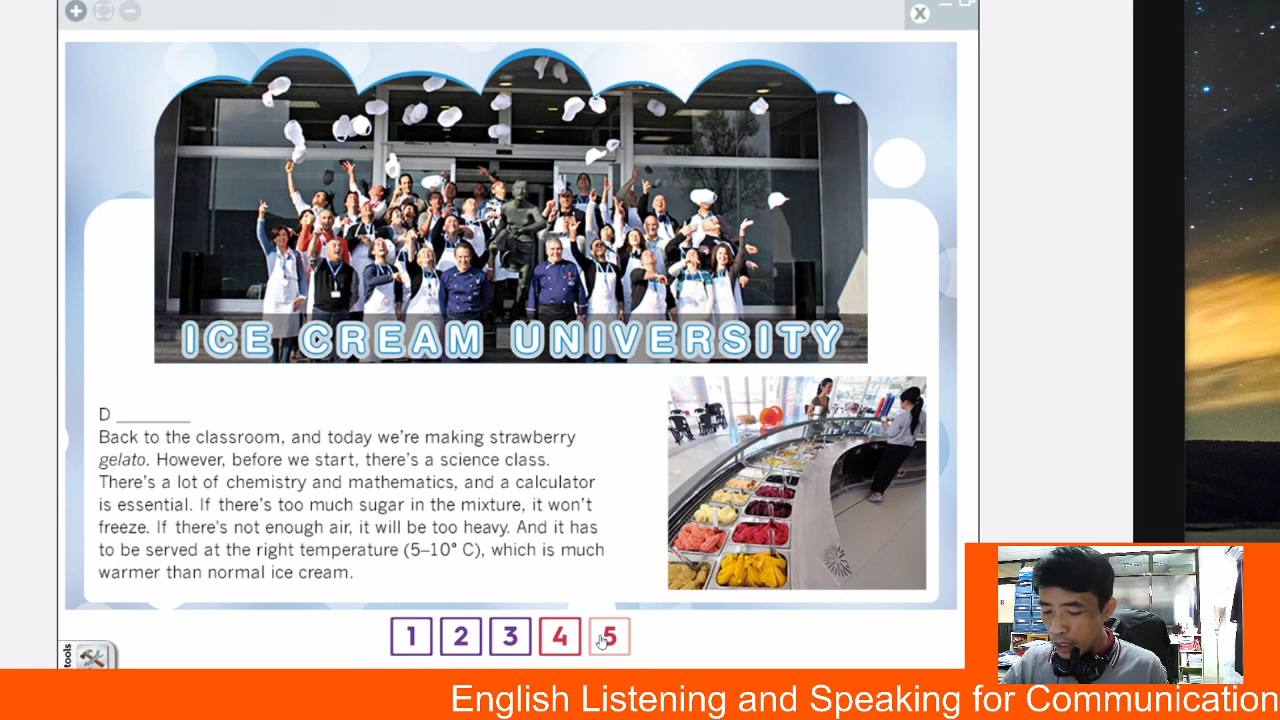 ICE CREAM UNIVERSITY
D ________
Back to the classroom, and today we're making strawberry
gelato. However, before we start, there's a science class.
There's a lot of chemistry and mathematics, and a calculator
is essential. If there's too much sugar in the mixture, it won't
freeze. If there's not enough air, it will be too heavy. And it has
to be served at the right temperature (5–10° C), which is much
warmer than normal ice cream.
1 2 3 4 5
tools
English Listening and Speaking for Communication